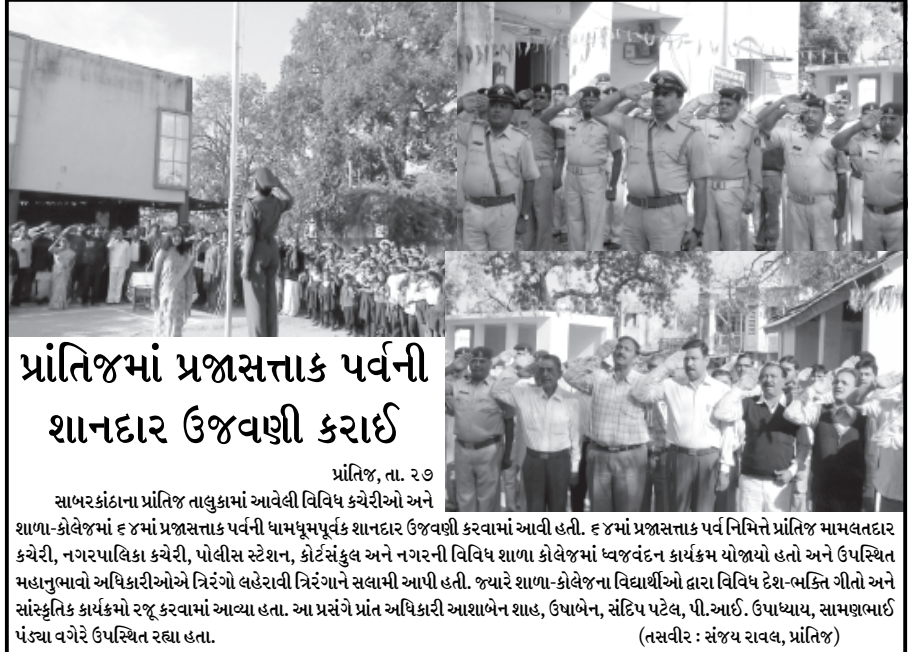 પ્રાંતિજમાં પ્રજાસત્તાક પર્વની
શાનદાર ઉજવણી કરાઈ
પ્રાંતિજ, તા. ૨૭
સાબરકાંઠાના પ્રાંતિજ તાલુકામાં આવેલી વિવિધ કચેરીઓ અને
શાળા-કોલેજમાં ૬૪માં પ્રજાસત્તાક પર્વની ધામધૂમપૂર્વક શાનદાર ઉજવણી કરવામાં આવી હતી. ૬૪માં પ્રજાસત્તાક પર્વ નિમિત્તે પ્રાંતિજ મામલતદાર
કચેરી, નગરપાલિકા કચેરી, પોલીસ સ્ટેશન, કોર્ટસંકુલ અને નગરની વિવિધ શાળા કોલેજમાં ધ્વજવંદન કાર્યક્રમ યોજાયો હતો અને ઉપસ્થિત
મહાનુભાવો અધિકારીઓએ ત્રિરંગો લહેરાવી ત્રિરંગાને સલામી આપી હતી. જ્યારે શાળા-કોલેજના વિદ્યાર્થીઓ દ્વારા વિવિધ દેશ-ભક્તિ ગીતો અને
સાંસ્કૃતિક કાર્યક્રમો રજૂ કરવામાં આવ્યા હતા. આ પ્રસંગે પ્રાંત અધિકારી આશાબેન શાહ, ઉષાબેન, સંદિપ પટેલ, પી.આઈ. ઉપાધ્યાય, સામણભાઈ
પંડ્યા વગેરે ઉપસ્થિત રહ્યા હતા. (તસવીર : સંજય રાવલ, પ્રાંતિજ)